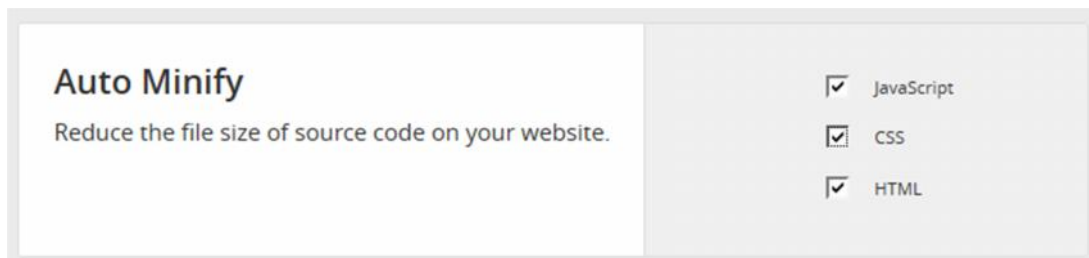 Auto Minify
Reduce the file size of source code on your website.
JavaScript
CSS
HTML